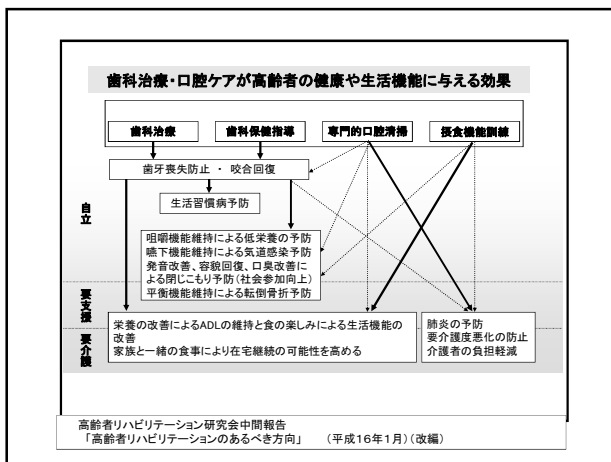 歯科治療・口腔ケアが高齢者の健康や生活機能に与える効果
歯科治療
歯科保健指導
専門的口腔清掃
摂食機能訓練
歯牙喪失防止 ・ 咬合回復
生活習慣病予防
自立
咀嚼機能維持による低栄養の予防
嚥下機能維持による気道感染予防
発音改善、容貌回復、口臭改善に
よる閉じこもり予防(社会参加向上)
平衡機能維持による転倒骨折予防
要支援
要介護
栄養の改善によるADLの維持と食の楽しみによる生活機能の
改善
家族と一緒の食事により在宅継続の可能性を高める
肺炎の予防
要介護度悪化の防止
介護者の負担軽減
高齢者リハビリテーション研究会中間報告
「高齢者リハビリテーションのあるべき方向」 (平成16年1月)(改編)